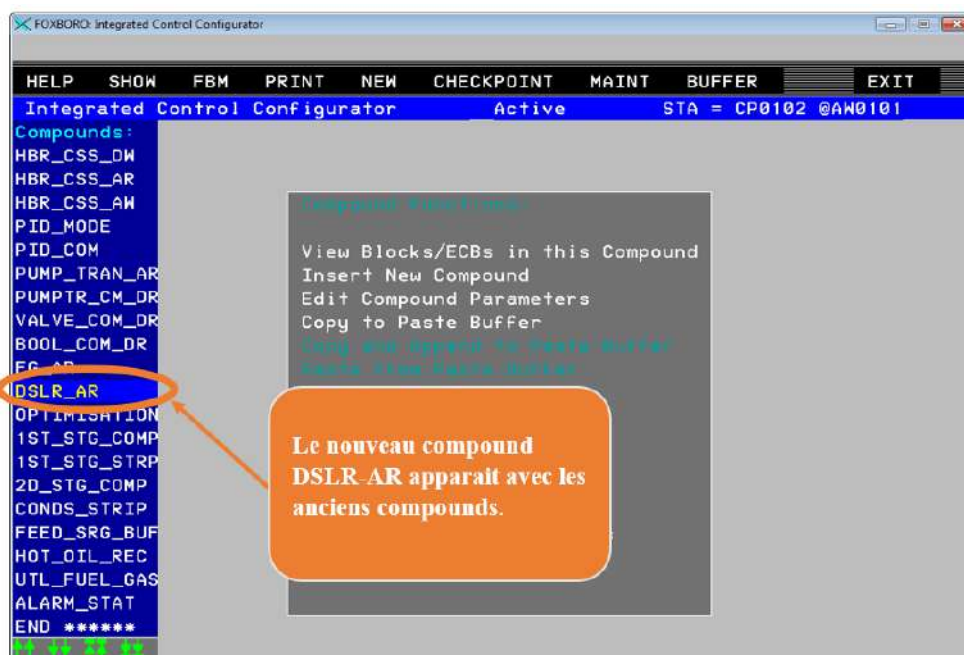 FOXBORO: Integrated Control Configurator
HELP SHOW FBM PRINT NEW CHECKPOINT MAINT BUFFER EXIT
Integrated Control Configurator Active STA = CP0102 @AW0101
Compounds:
HBR_CSS_DW
HBR_CSS_AR
HBR_CSS_AW
PID_MODE
PID_COM
PUMP_TRAN_AR
PUMPTR_CM_DR
VALVE_COM_DR
BOOL_COM_DR
FG_AR
DSLR_AR
OPTIMISATION
1ST_STG_COMP
1ST_STG_STRP
2D_STG_COMP
CONDS_STRIP
FEED_SRG_BUF
HOT_OIL_REC
UTL_FUEL_GAS
ALARM_STAT
END ******
Compound Functions:
View Blocks/ECBs in this Compound
Insert New Compound
Edit Compound Parameters
Copy to Paste Buffer
Copy and Append to Paste Buffer
Paste from Paste Buffer
Le nouveau compound
DSLR-AR apparait avec les
anciens compounds.